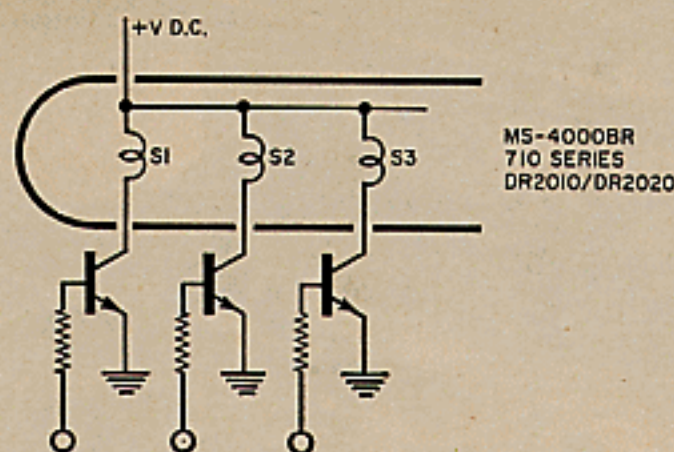 +V D.C.
S1
S2
S3
MS-4000BR
710 SERIES
DR2010/DR2020